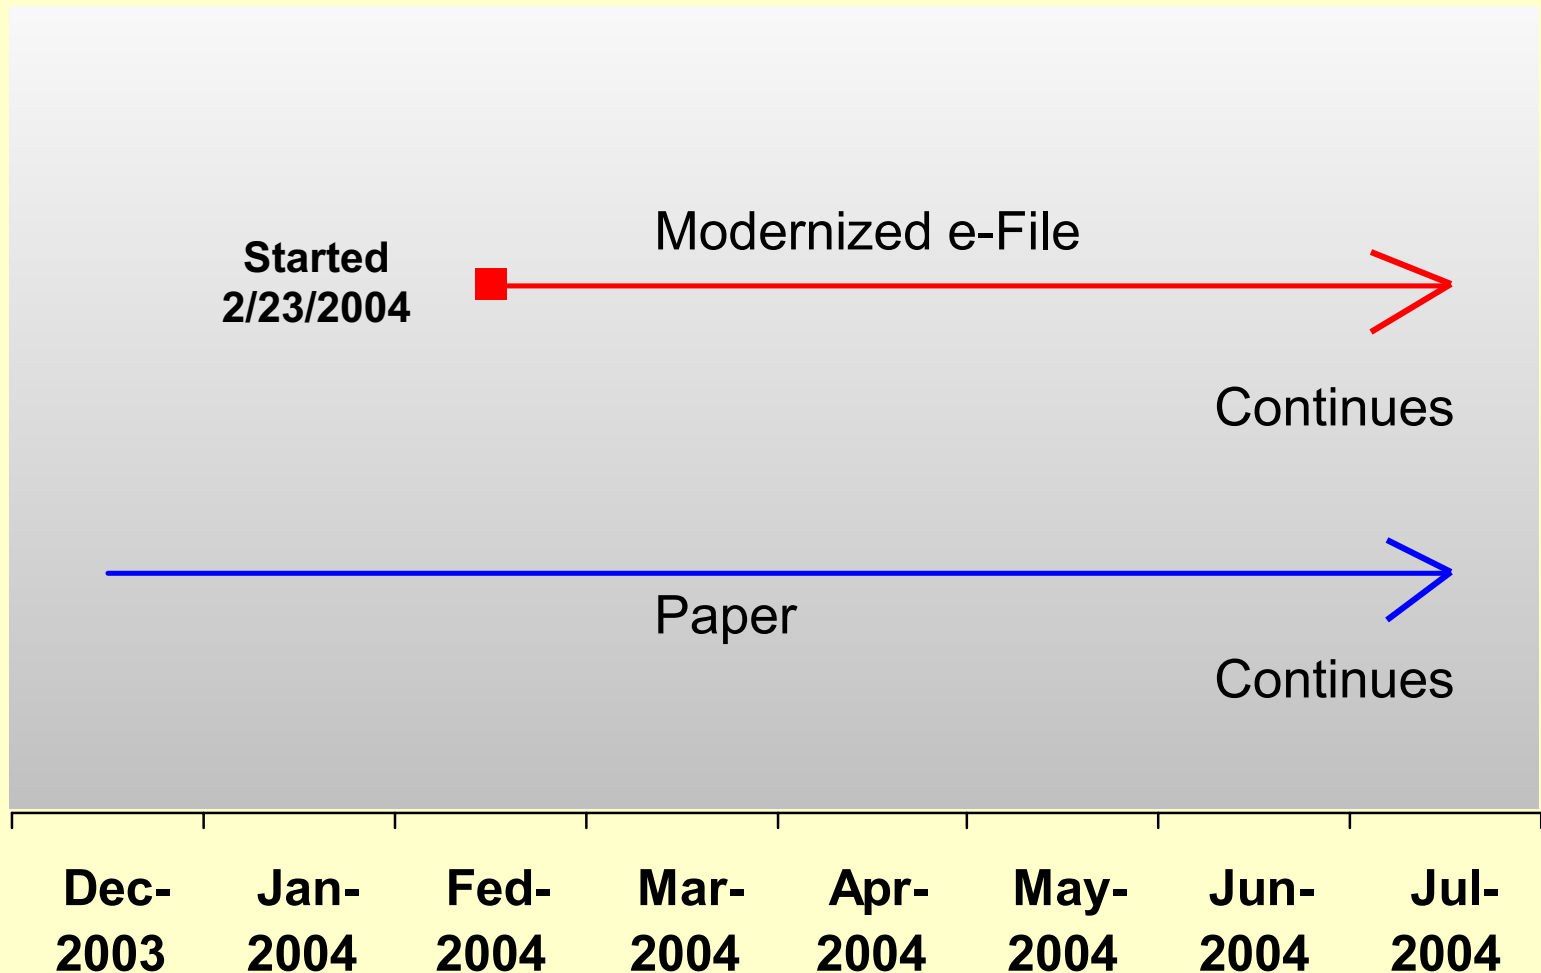 Modernized e-File
Started
2/23/2004
Continues
Paper
Continues
Dec- Jan- Fed- Mar- Apr- May- Jun- Jul-
2003 2004 2004 2004 2004 2004 2004 2004